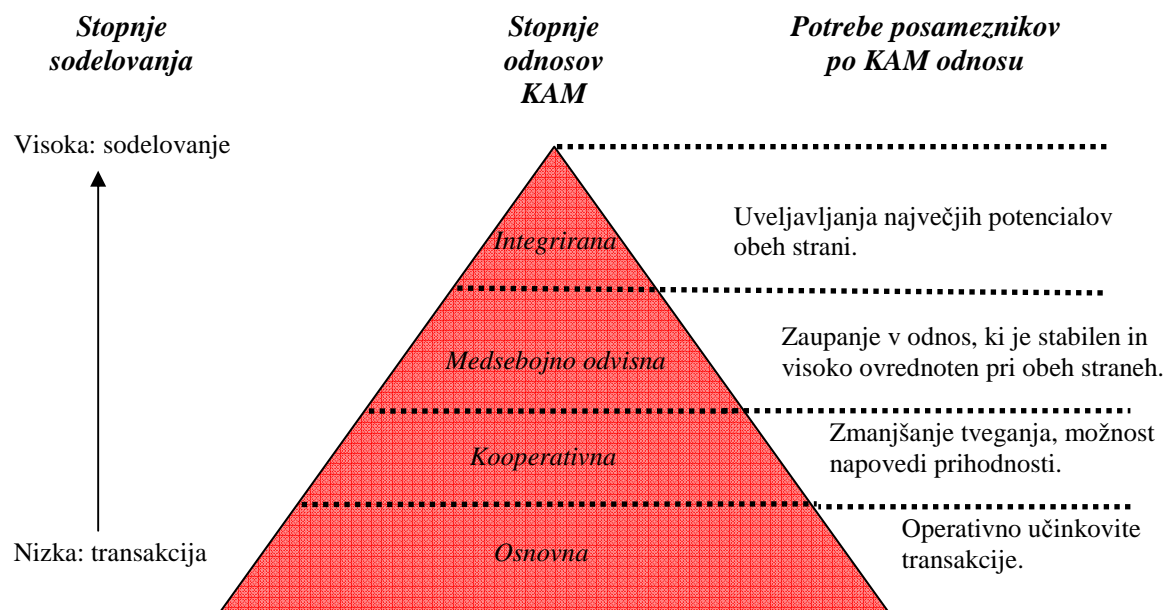 Stopnje
sodelovanja
Stopnje
odnosov
KAM
Potrebe posameznikov
po KAM odnosu
Visoka: sodelovanje
Integrirana
Uveljavljanja največjih potencialov
obeh strani.
Medsebojno odvisna
Zaupanje v odnos, ki je stabilen in
visoko ovrednoten pri obeh straneh.
Kooperativna
Zmanjšanje tveganja, možnost
napovedi prihodnosti.
Nizka: transakcija
Osnovna
Operativno učinkovite
transakcije.